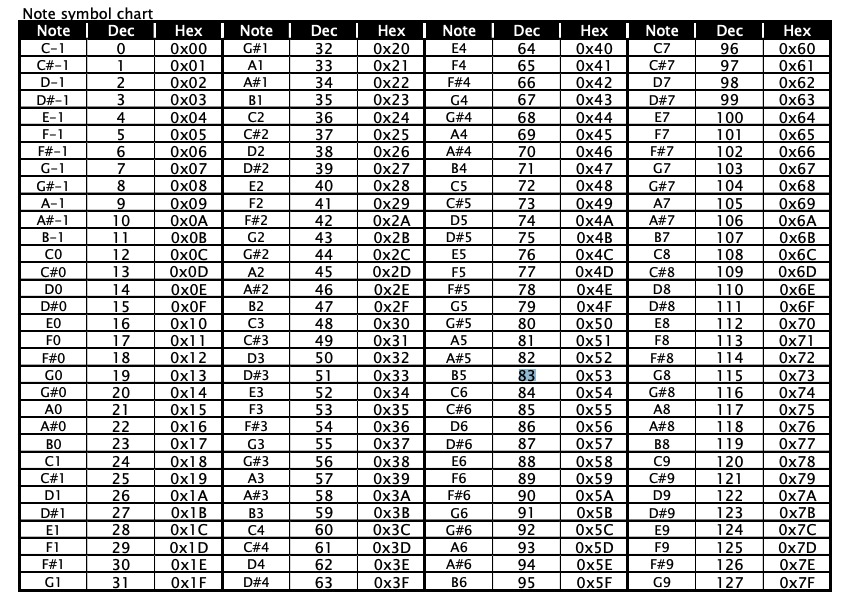 Note symbol chart
Note Dec Hex Note Dec Hex Note Dec Hex Note Dec Hex
C-1 0 0x00 G#1 32 0x20 E4 64 0x40 C7 96 0x60
C#-1 1 0x01 A1 33 0x21 F4 65 0x41 C#7 97 0x61
D-1 2 0x02 A#1 34 0x22 F#4 66 0x42 D7 98 0x62
D#-1 3 0x03 B1 35 0x23 G4 67 0x43 D#7 99 0x63
E-1 4 0x04 C2 36 0x24 G#4 68 0x44 E7 100 0x64
F-1 5 0x05 C#2 37 0x25 A4 69 0x45 F7 101 0x65
F#-1 6 0x06 D2 38 0x26 A#4 70 0x46 F#7 102 0x66
G-1 7 0x07 D#2 39 0x27 B4 71 0x47 G7 103 0x67
G#-1 8 0x08 E2 40 0x28 C5 72 0x48 G#7 104 0x68
A-1 9 0x09 F2 41 0x29 C#5 73 0x49 A7 105 0x69
A#-1 10 0x0A F#2 42 0x2A D5 74 0x4A A#7 106 0x6A
B-1 11 0x0B G2 43 0x2B D#5 75 0x4B B7 107 0x6B
C0 12 0x0C G#2 44 0x2C E5 76 0x4C C8 108 0x6C
C#0 13 0x0D A2 45 0x2D F5 77 0x4D C#8 109 0x6D
D0 14 0x0E A#2 46 0x2E F#5 78 0x4E D8 110 0x6E
D#0 15 0x0F B2 47 0x2F G5 79 0x4F D#8 111 0x6F
E0 16 0x10 C3 48 0x30 G#5 80 0x50 E8 112 0x70
F0 17 0x11 C#3 49 0x31 A5 81 0x51 F8 113 0x71
F#0 18 0x12 D3 50 0x32 A#5 82 0x52 F#8 114 0x72
G0 19 0x13 D#3 51 0x33 B5 83 0x53 G8 115 0x73
G#0 20 0x14 E3 52 0x34 C6 84 0x54 G#8 116 0x74
A0 21 0x15 F3 53 0x35 C#6 85 0x55 A8 117 0x75
A#0 22 0x16 F#3 54 0x36 D6 86 0x56 A#8 118 0x76
B0 23 0x17 G3 55 0x37 D#6 87 0x57 B8 119 0x77
C1 24 0x18 G#3 56 0x38 E6 88 0x58 C9 120 0x78
C#1 25 0x19 A3 57 0x39 F6 89 0x59 C#9 121 0x79
D1 26 0x1A A#3 58 0x3A F#6 90 0x5A D9 122 0x7A
D#1 27 0x1B B3 59 0x3B G6 91 0x5B D#9 123 0x7B
E1 28 0x1C C4 60 0x3C G#6 92 0x5C E9 124 0x7C
F1 29 0x1D C#4 61 0x3D A6 93 0x5D F9 125 0x7D
F#1 30 0x1E D4 62 0x3E A#6 94 0x5E F#9 126 0x7E
G1 31 0x1F D#4 63 0x3F B6 95 0x5F G9 127 0x7F